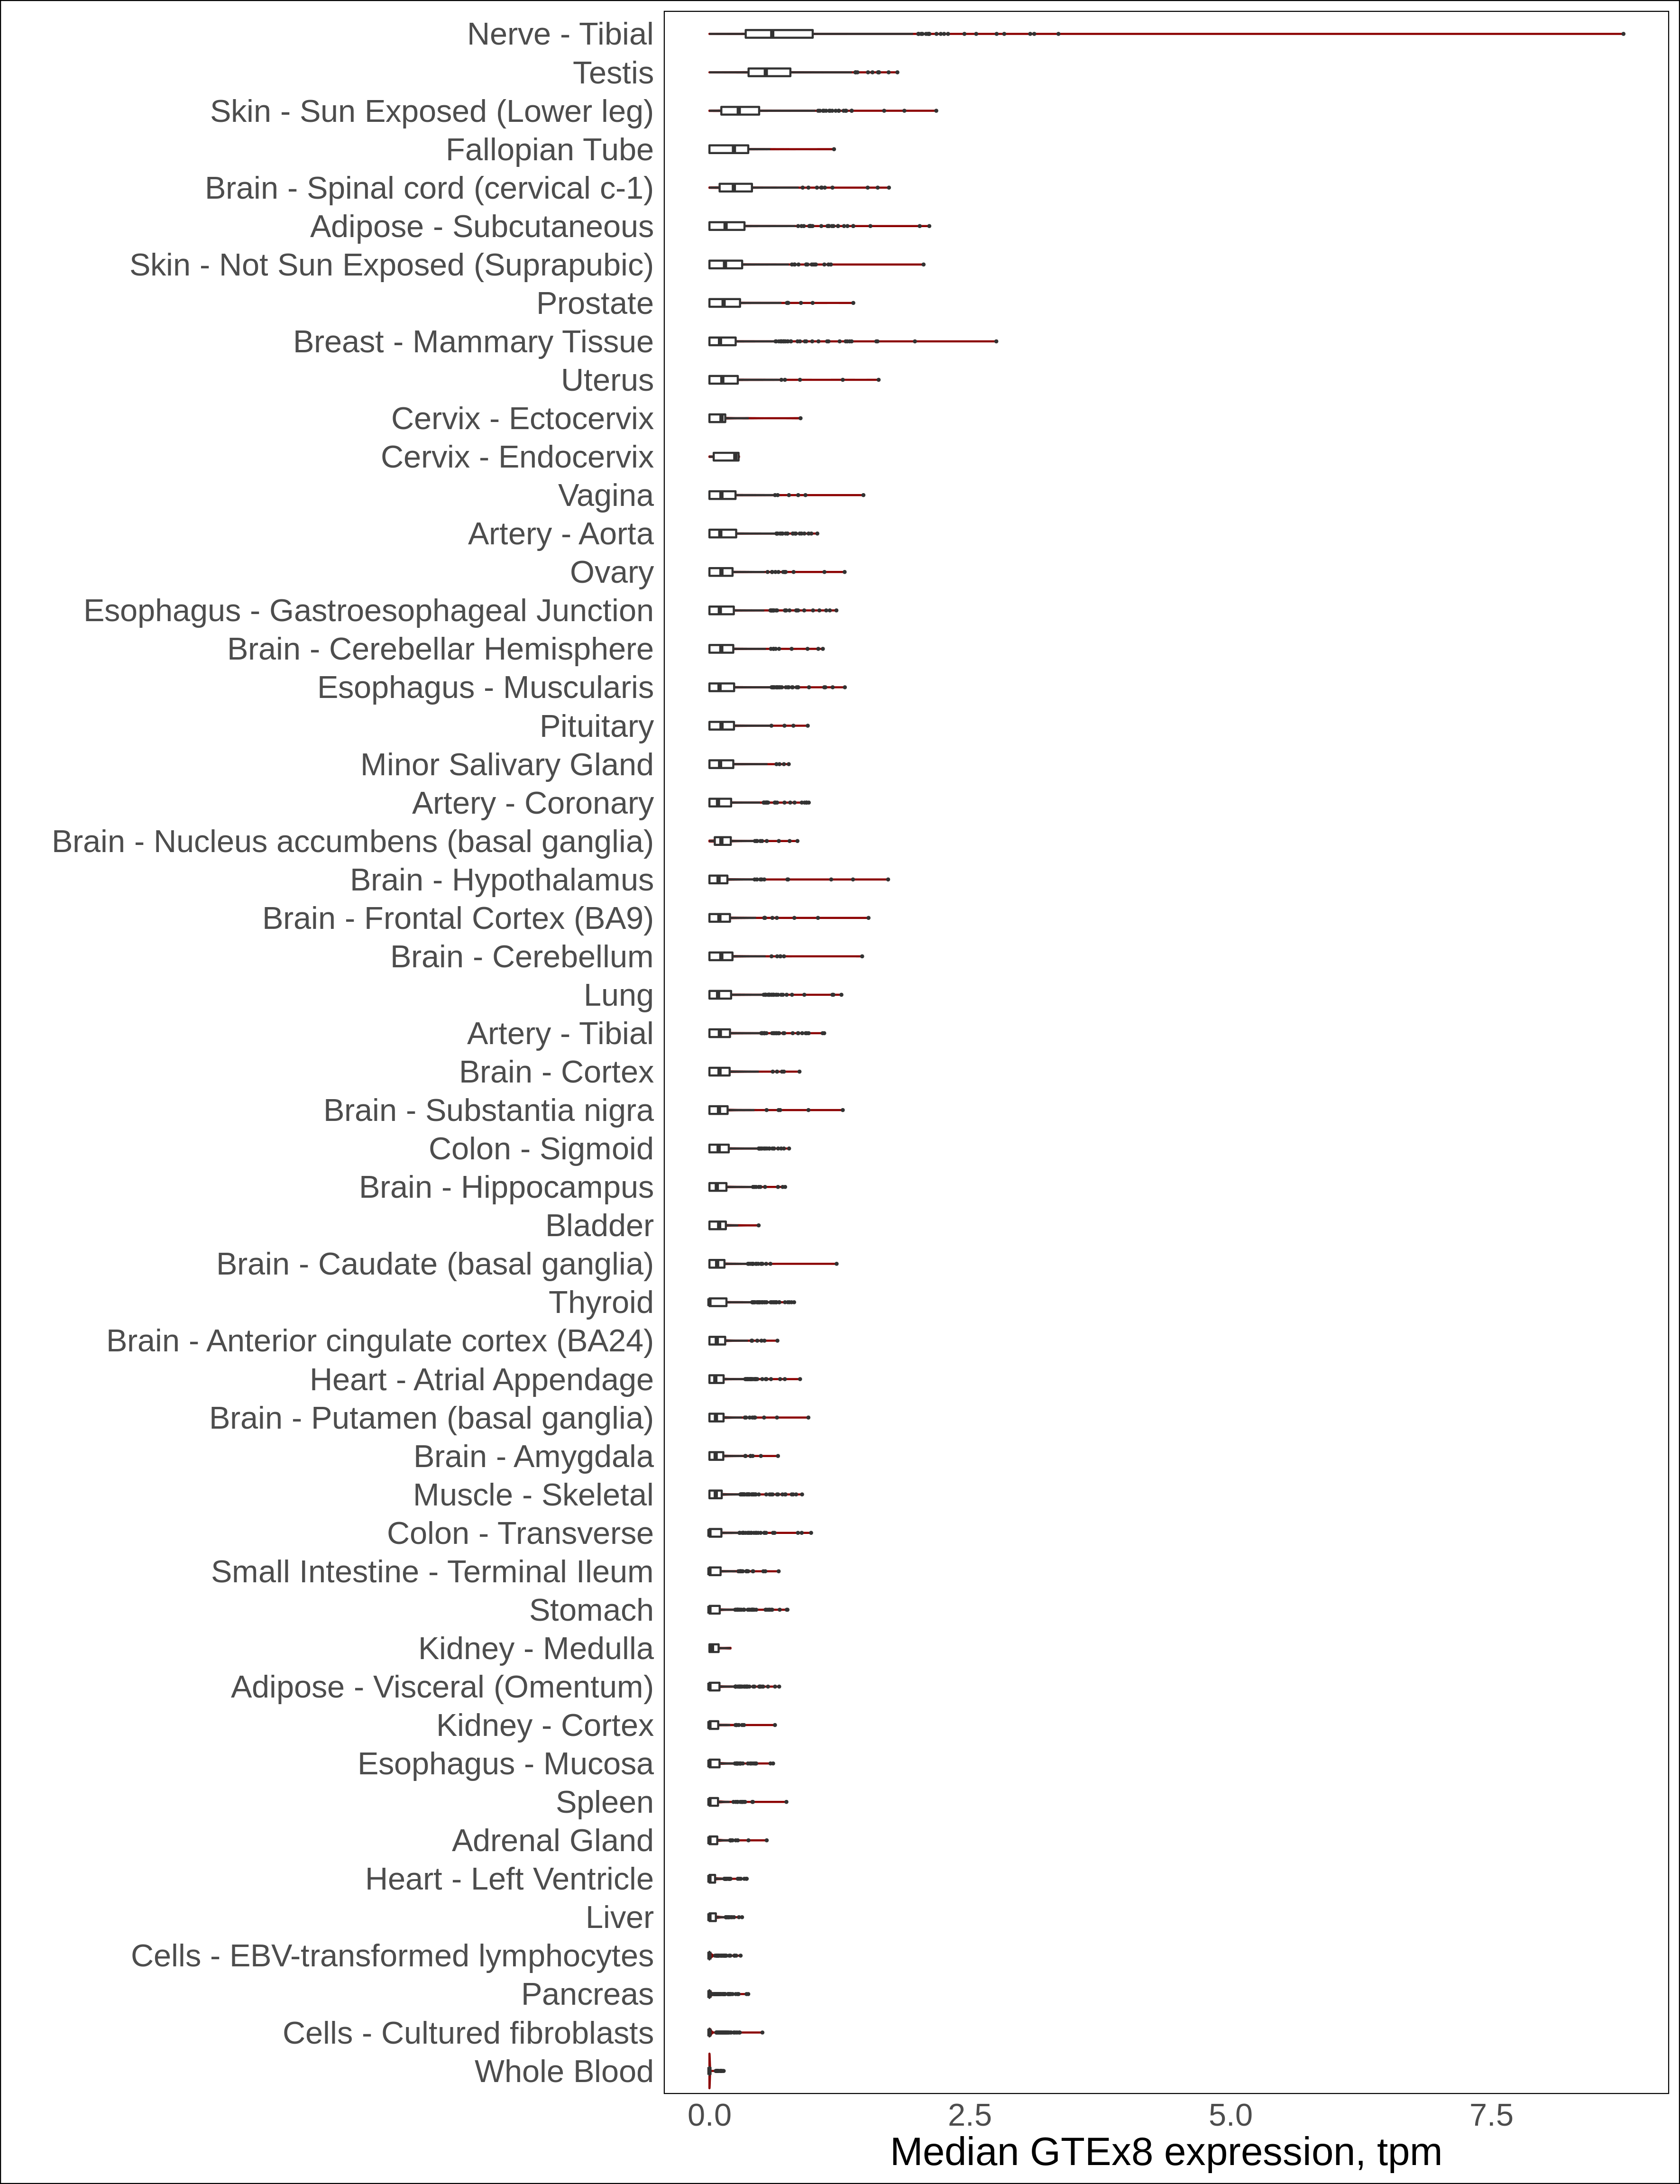 Nerve - Tibial
Testis
Skin - Sun Exposed (Lower leg)
Fallopian Tube
Brain - Spinal cord (cervical c-1)
Adipose - Subcutaneous
Skin - Not Sun Exposed (Suprapubic)
Prostate
Breast - Mammary Tissue
Uterus
Cervix - Ectocervix
Cervix - Endocervix
Vagina
Artery - Aorta
Ovary
Esophagus - Gastroesophageal Junction
Brain - Cerebellar Hemisphere
Esophagus - Muscularis
Pituitary
Minor Salivary Gland
Artery - Coronary
Brain - Nucleus accumbens (basal ganglia)
Brain - Hypothalamus
Brain - Frontal Cortex (BA9)
Brain - Cerebellum
Lung
Artery - Tibial
Brain - Cortex
Brain - Substantia nigra
Colon - Sigmoid
Brain - Hippocampus
Bladder
Brain - Caudate (basal ganglia)
Thyroid
Brain - Anterior cingulate cortex (BA24)
Heart - Atrial Appendage
Brain - Putamen (basal ganglia)
Brain - Amygdala
Muscle - Skeletal
Colon - Transverse
Small Intestine - Terminal Ileum
Stomach
Kidney - Medulla
Adipose - Visceral (Omentum)
Kidney - Cortex
Esophagus - Mucosa
Spleen
Adrenal Gland
Heart - Left Ventricle
Liver
Cells - EBV-transformed lymphocytes
Pancreas
Cells - Cultured fibroblasts
Whole Blood
0.0 2.5 5.0 7.5
Median GTEx8 expression, tpm